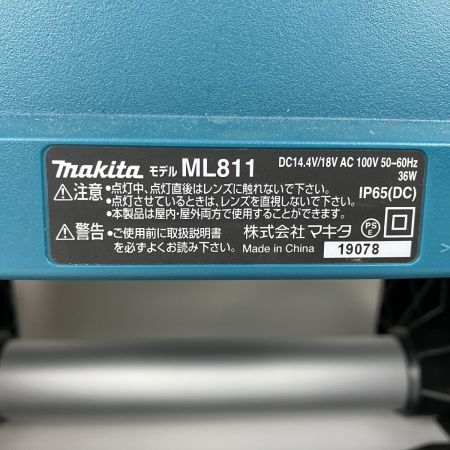 makita モデル ML811 DC14.4V/18V AC 100V 50-60Hz
36W
⚠注意 •点灯中、点灯直後はレンズに触れないで下さい。 IP65(DC)
•点灯させているときは、レンズを直視しないで下さい。
•本製品は屋内・屋外両方で使用することができます。
⚠警告 •ご使用前に取扱説明書 株式会社 マキタ PS E
を必ずよくお読み下さい。 Made in China 19078